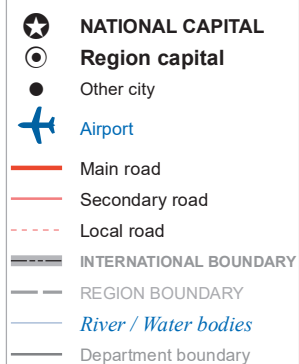 NATIONAL CAPITAL
Region capital
Other city
Airport
Main road
Secondary road
Local road
INTERNATIONAL BOUNDARY
REGION BOUNDARY
River / Water bodies
Department boundary